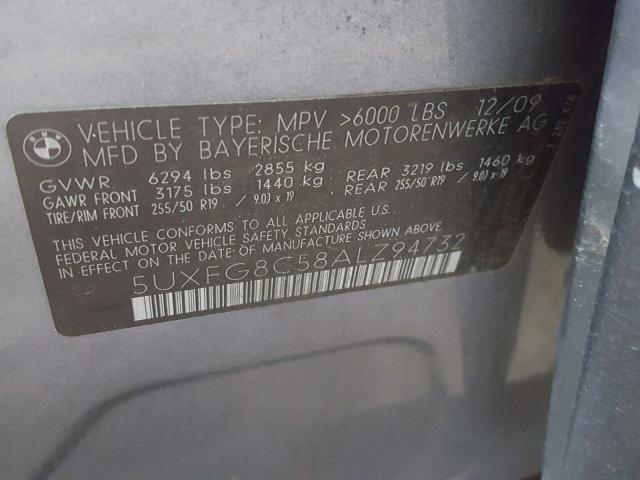 BMW
VEHICLE TYPE: MPV >6000 LBS 12/09
MFD BY BAYERISCHE MOTORENWERKE AG
GVWR 6294 lbs 2855 kg
GAWR FRONT 3175 lbs 1440 kg REAR 3219 lbs 1460 kg
TIRE/RIM FRONT 255/50 R19 / 9.0J x 19 REAR 255/50 R19 / 9.0J x 19
THIS VEHICLE CONFORMS TO ALL APPLICABLE
FEDERAL MOTOR VEHICLE SAFETY STANDARDS
IN EFFECT ON THE DATE OF MANUFACTURE
SHOWN ABOVE.
5UXFG8C58ALZ94732